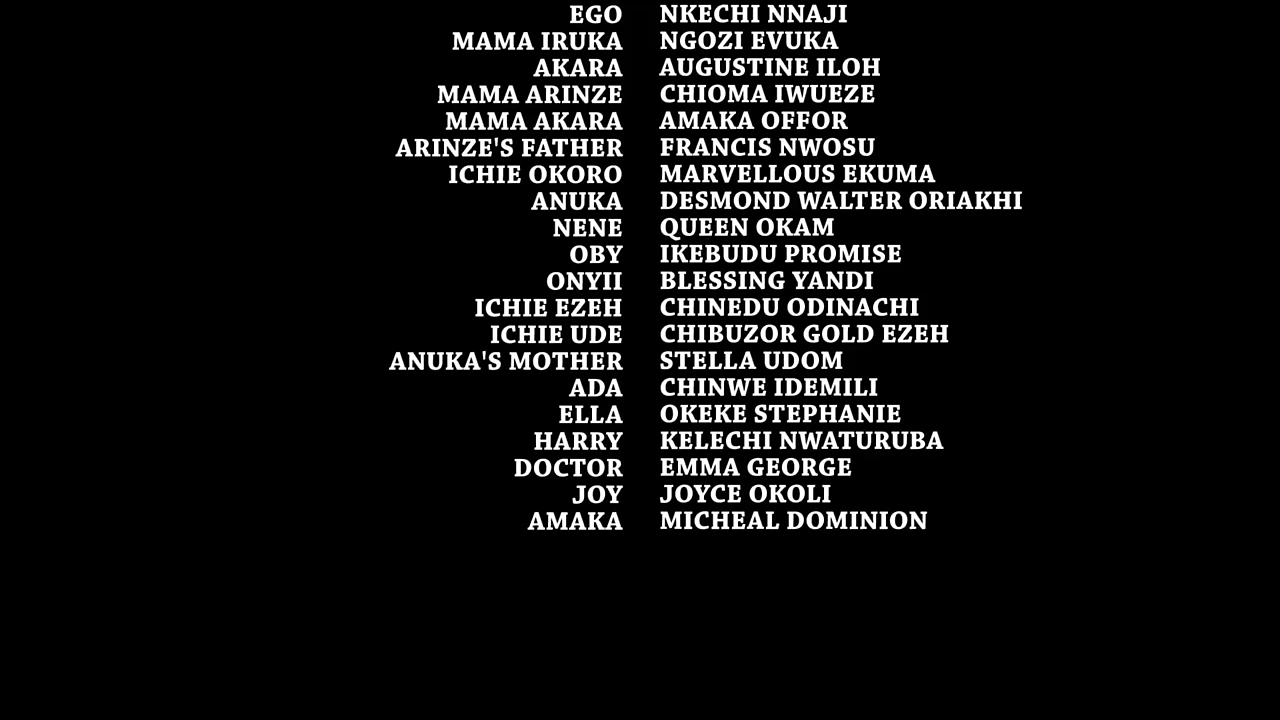 EGO NKECHI NNAJI
MAMA IRUKA NGOZI EVUKA
AKARA AUGUSTINE ILOH
MAMA ARINZE CHIOMA IWUEZE
MAMA AKARA AMAKA OFFOR
ARINZE'S FATHER FRANCIS NWOSU
ICHIE OKORO MARVELLOUS EKUMA
ANUKA DESMOND WALTER ORIAKHI
NENE QUEEN OKAM
OBY IKEBUDU PROMISE
ONYII BLESSING YANDI
ICHIE EZEH CHINEDU ODINACHI
ICHIE UDE CHIBUZOR GOLD EZEH
ANUKA'S MOTHER STELLA UDOM
ADA CHINWE IDEMILI
ELLA OKEKE STEPHANIE
HARRY KELECHI NWATURUBA
DOCTOR EMMA GEORGE
JOY JOYCE OKOLI
AMAKA MICHEAL DOMINION